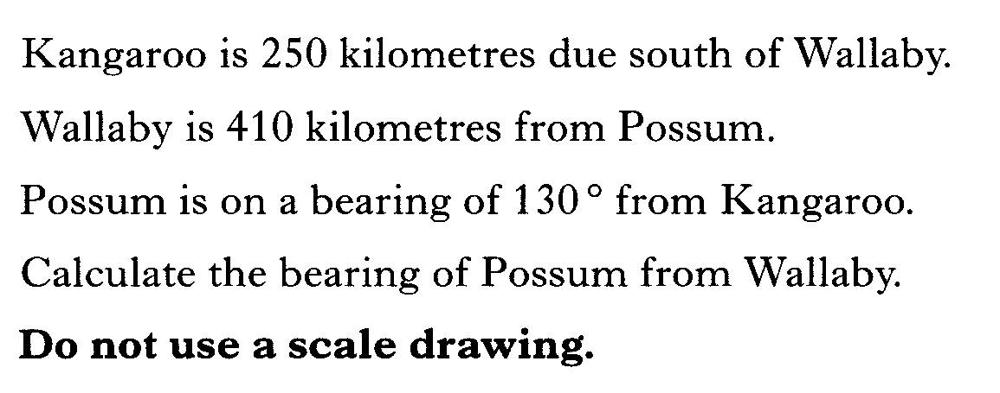 Kangaroo is 250 kilometres due south of Wallaby.
Wallaby is 410 kilometres from Possum.
Possum is on a bearing of 130° from Kangaroo.
Calculate the bearing of Possum from Wallaby.
Do not use a scale drawing.